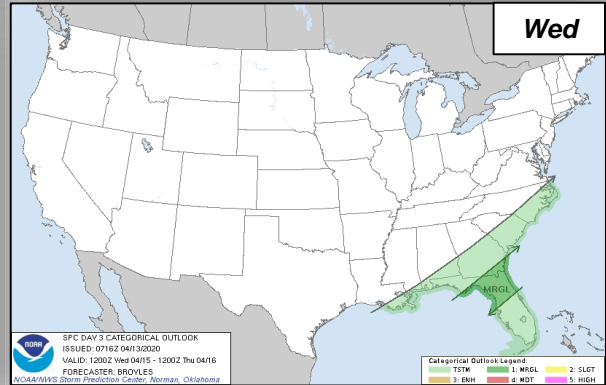 Wed
MRGL
SPC DAY 3 CATEGORICAL OUTLOOK
ISSUED: 0716Z 04/13/2020
VALID: 1200Z Wed 04/15 - 1200Z Thu 04/16
FORECASTER: BROYLES
NOAA/NWS Storm Prediction Center, Norman, Oklahoma
NOAA
Categorical Outlook Legend:
TSTM 1: MRGL 2: SLGT
3: ENH 4: MDT 5: HIGH